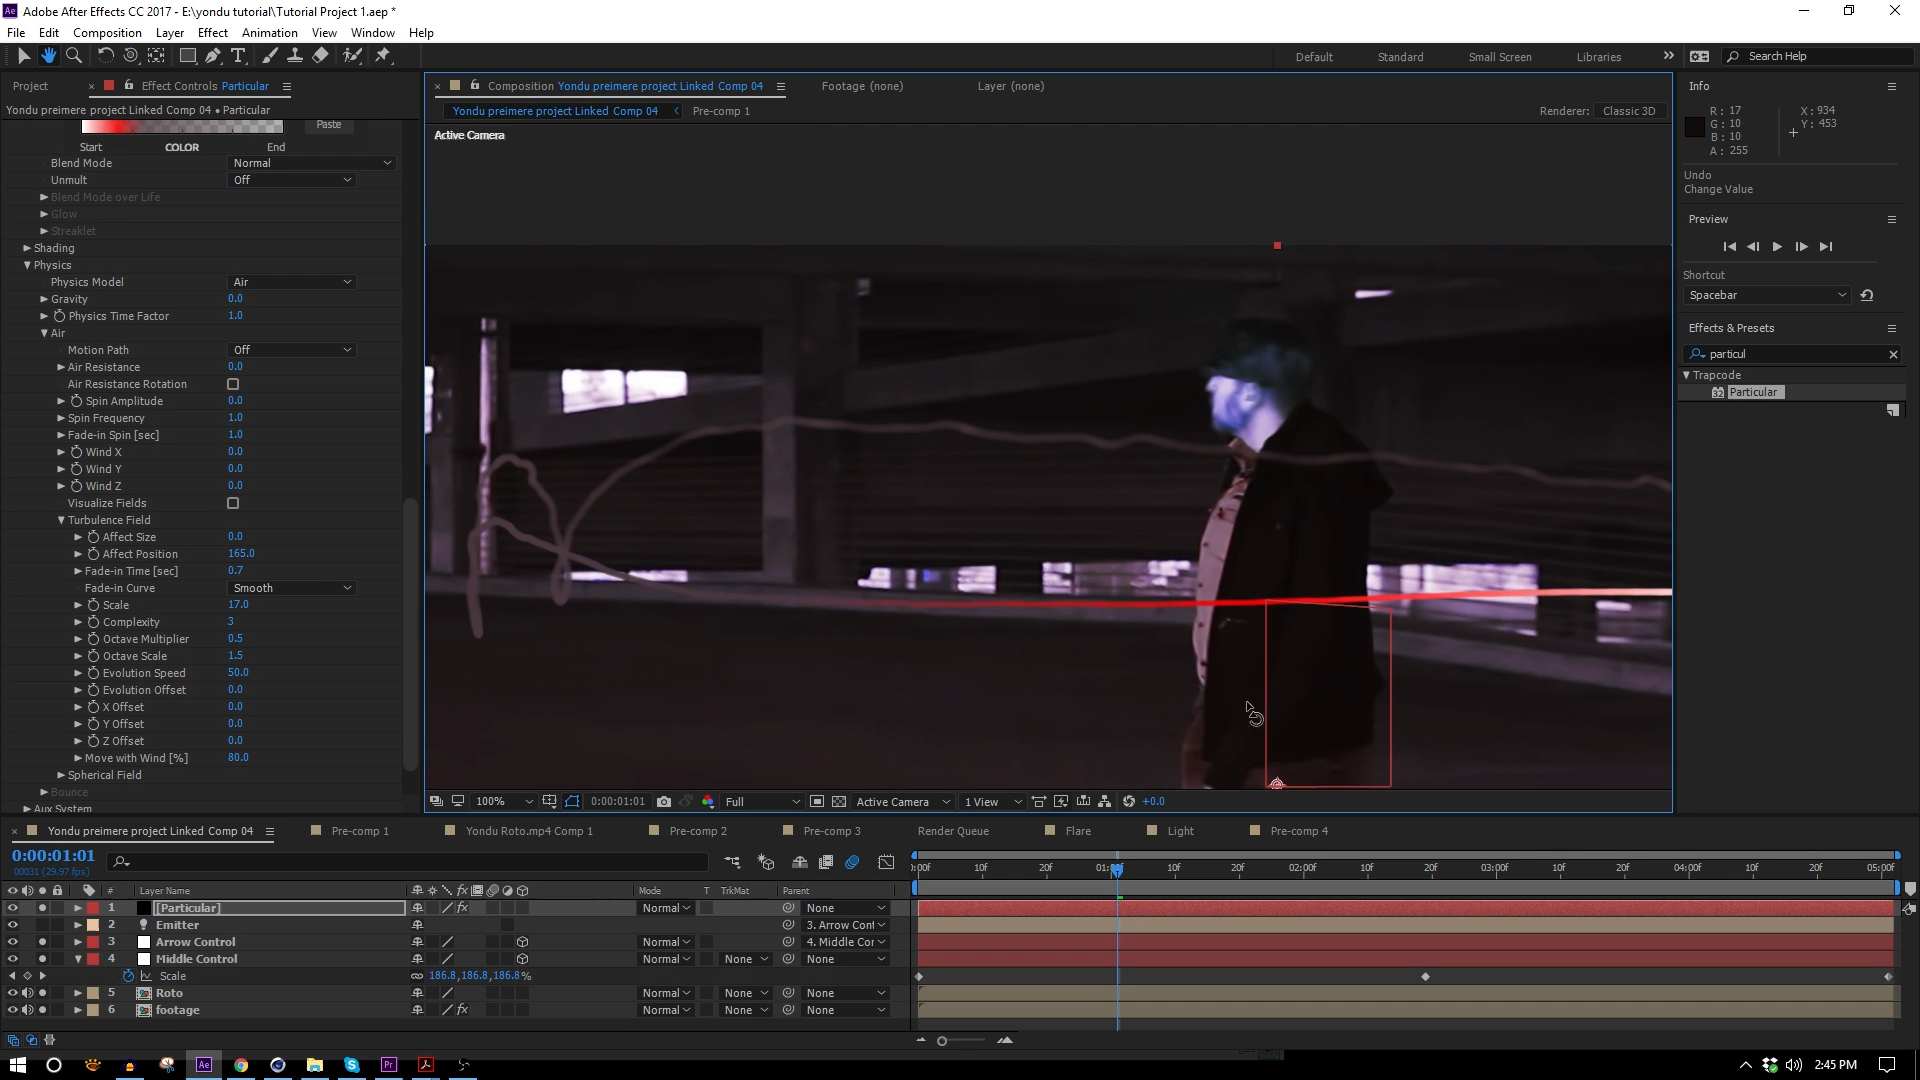 Adobe After Effects CC 2017 - E:\yondu tutorial\Tutorial Project 1.aep *
File Edit Composition Layer Effect Animation View Window Help
Default Standard Small Screen Libraries Search Help
Project Effect Controls Particular
Yondu preimere project Linked Comp 04 • Particular
Paste
Start COLOR End
Blend Mode Normal
Unmult Off
Blend Mode over Life
Glow
Streaklet
Shading
Physics
Physics Model Air
Gravity 0.0
Physics Time Factor 1.0
Air
Motion Path Off
Air Resistance 0.0
Air Resistance Rotation
Spin Amplitude 0.0
Spin Frequency 1.0
Fade-in Spin [sec] 1.0
Wind X 0.0
Wind Y 0.0
Wind Z 0.0
Visualize Fields
Turbulence Field
Affect Size 0.0
Affect Position 165.0
Fade-in Time [sec] 0.7
Fade-in Curve Smooth
Scale 17.0
Complexity 3
Octave Multiplier 0.5
Octave Scale 1.5
Evolution Speed 50.0
Evolution Offset 0.0
X Offset 0.0
Y Offset 0.0
Z Offset 0.0
Move with Wind [%] 80.0
Spherical Field
Bounce
Aux System
Composition Yondu preimere project Linked Comp 04 Footage (none) Layer (none)
Yondu preimere project Linked Comp 04 Pre-comp 1 Renderer: Classic 3D
Active Camera
100% 0:00:01:01 Full Active Camera 1 View +0.0
Info
R: 17 X: 934
G: 10 Y: 453
B: 10
A: 255
Undo
Change Value
Preview
Shortcut
Spacebar
Effects & Presets
particul
Trapcode
32 Particular
Yondu preimere project Linked Comp 04 Pre-comp 1 Yondu Roto.mp4 Comp 1 Pre-comp 2 Pre-comp 3 Render Queue Flare Light Pre-comp 4
0:00:01:01
00031 (29.97 fps)
:00f 10f 20f 01:00f 10f 20f 02:00f 10f 20f 03:00f 10f 20f 04:00f 10f 20f 05:00f
# Layer Name fx Mode T TrkMat Parent
1 [Particular] fx Normal None
2 Emitter 3. Arrow Cont
3 Arrow Control Normal 4. Middle Cor
4 Middle Control Normal None None
Scale 186.8,186.8,186.8%
5 Roto Normal None None
6 footage fx Normal None None
Ae Pr 2:45 PM